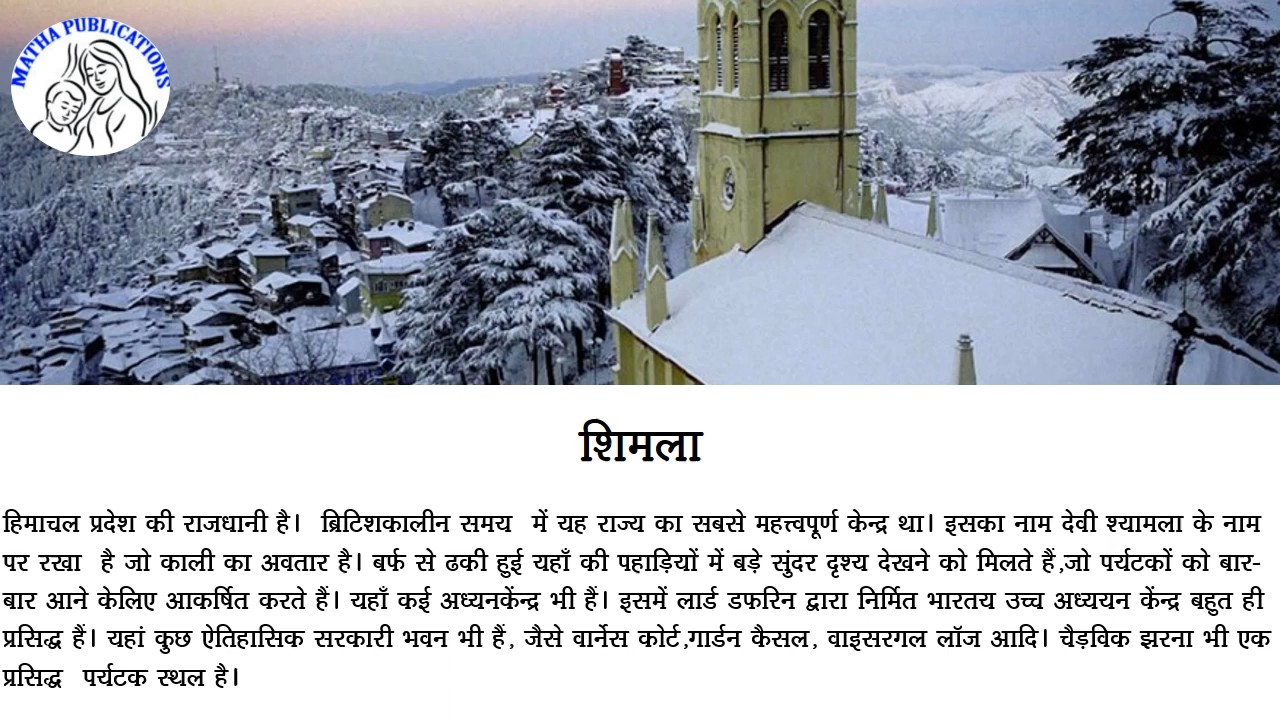 MATHA PUBLICATIONS
शिमला
हिमाचल प्रदेश की राजधानी है। ब्रिटिशकालीन समय में यह राज्य का सबसे महत्त्वपूर्ण केन्द्र था। इसका नाम देवी श्यामला के नाम
पर रखा है जो काली का अवतार है। बर्फ से ढकी हुई यहाँ की पहाड़ियों में बड़े सुंदर दृश्य देखने को मिलते हैं,जो पर्यटकों को बार-
बार आने केलिए आकर्षित करते हैं। यहाँ कई अध्यनकेंन्द्र भी हैं। इसमें लार्ड डफरिन द्वारा निर्मित भारतय उच्च अध्ययन केंन्द्र बहुत ही
प्रसिद्ध हैं। यहां कुछ ऐतिहासिक सरकारी भवन भी हैं, जैसे वार्नेस कोर्ट,गार्डन कैसल, वाइसरगल लॉज आदि। चैड़विक झरना भी एक
प्रसिद्ध पर्यटक स्थल है।